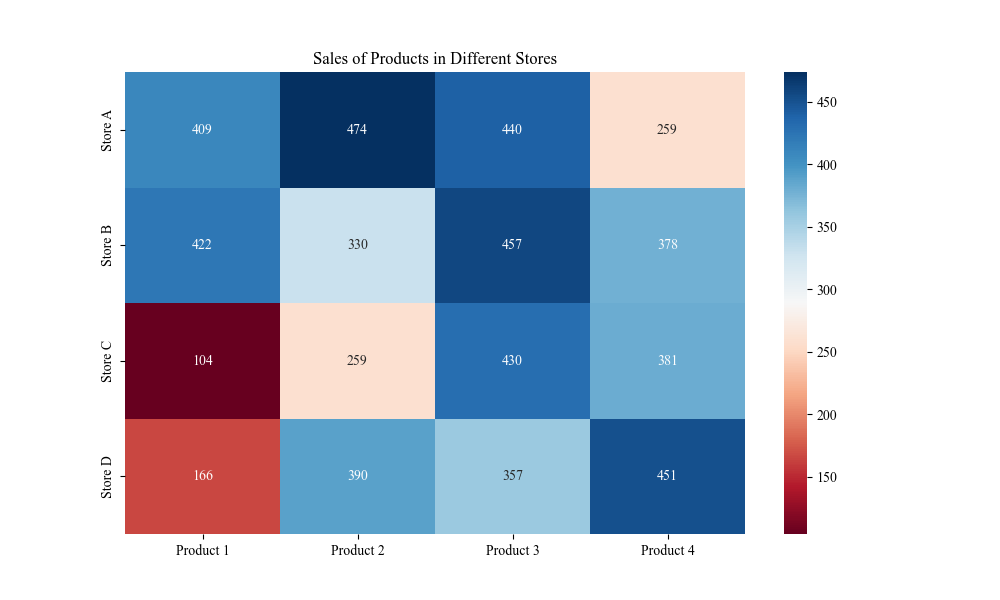 Sales of Products in Different Stores
Store A
409
474
440
259
Store B
422
330
457
378
Store C
104
259
430
381
Store D
166
390
357
451
Product 1
Product 2
Product 3
Product 4
450
400
350
300
250
200
150